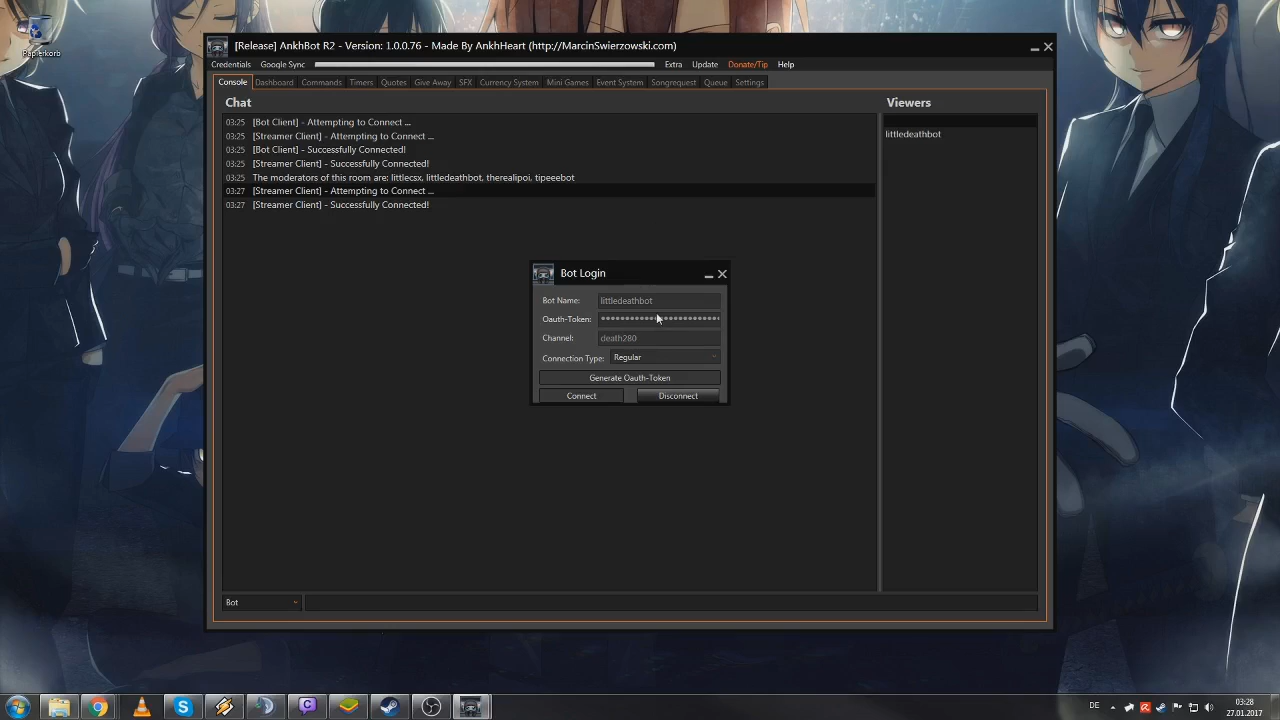 Papierkorb
[Release] AnkhBot R2 - Version: 1.0.0.76 - Made By AnkhHeart (http://MarcinSwierzowski.com)
Credentials Google Sync Extra Update Donate/Tip Help
Console Dashboard Commands Timers Quotes Give Away SFX Currency System Mini Games Event System Songrequest Queue Settings
Chat
Viewers
03:25 [Bot Client] - Attempting to Connect ...
03:25 [Streamer Client] - Attempting to Connect ...
03:25 [Bot Client] - Successfully Connected!
03:25 [Streamer Client] - Successfully Connected!
03:25 The moderators of this room are: littlecsx, littledeathbot, therealipoi, tipeeebot
03:27 [Streamer Client] - Attempting to Connect ...
03:27 [Streamer Client] - Successfully Connected!
littledeathbot
Bot Login
Bot Name: littledeathbot
Oauth-Token:
Channel: death280
Connection Type: Regular
Generate Oauth-Token
Connect Disconnect
Bot
DE
03:28
27.01.2017